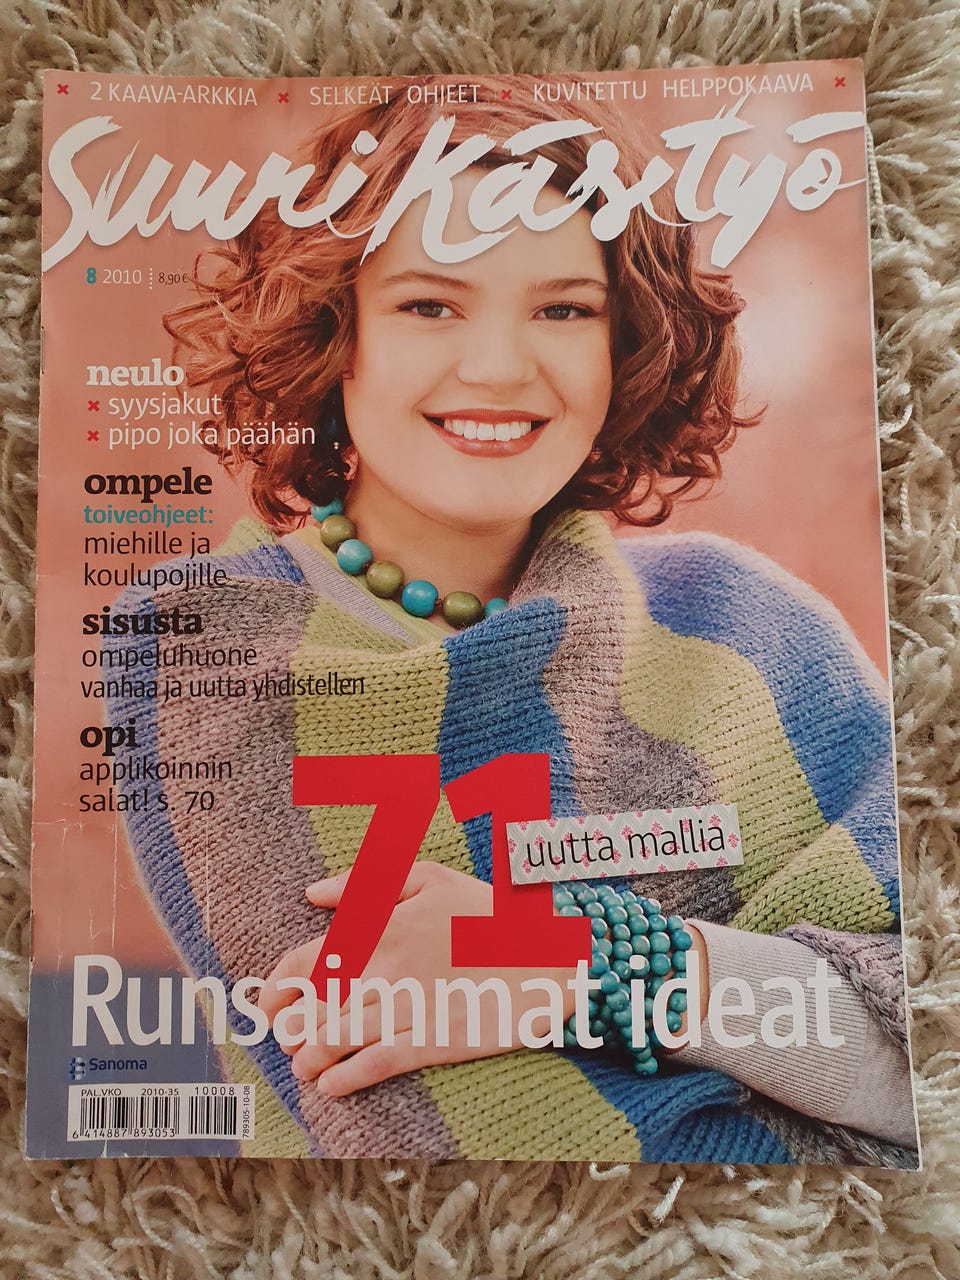 × 2 KAAVA-ARKKIA × SELKEÄT OHJEET × KUVITETTU HELPPOKAAVA ×
Suuri Käsityö
8 2010 8,90 €
neulo
× syysjakut
× pipo joka päähän
ompele
toiveohjeet:
miehille ja
koulupojille
sisusta
ompeluhuone
vanhaa ja uutta yhdistellen
opi
applikoinnin
salat! s. 70
71
uutta mallia
Runsaimmat ideat
Sanoma
PAL.VKO 2010-35 10008
6 414887 893053
789305-10-08